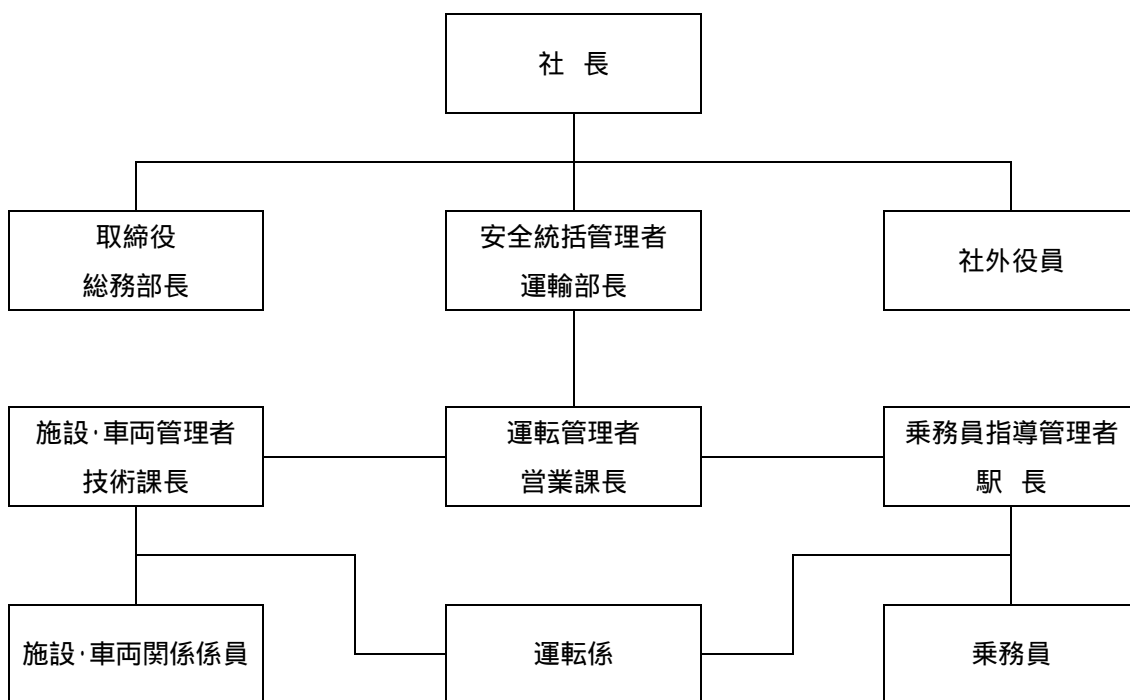 社 長
取締役
総務部長
安全統括管理者
運輸部長
社外役員
施設・車両管理者
技術課長
運転管理者
営業課長
乗務員指導管理者
駅 長
施設・車両関係係員
運転係
乗務員